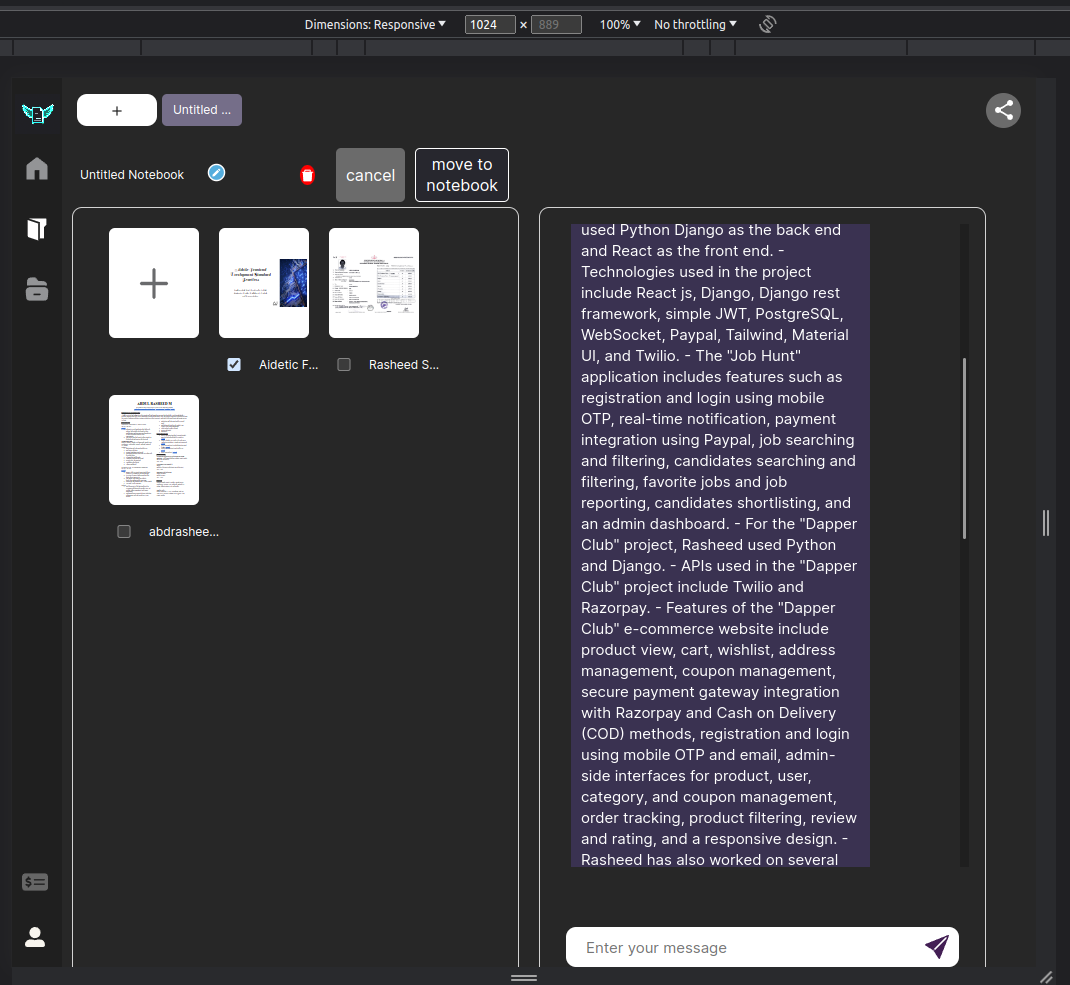 Dimensions: Responsive 1024 × 889 100% No throttling
+ Untitled ...
Untitled Notebook cancel move to
notebook
Aidetic F... Rasheed S...
ABDUL RASHEED M
abdrashee...
used Python Django as the back end
and React as the front end. -
Technologies used in the project
include React js, Django, Django rest
framework, simple JWT, PostgreSQL,
WebSocket, Paypal, Tailwind, Material
UI, and Twilio. - The "Job Hunt"
application includes features such as
registration and login using mobile
OTP, real-time notification, payment
integration using Paypal, job searching
and filtering, candidates searching and
filtering, favorite jobs and job
reporting, candidates shortlisting, and
an admin dashboard. - For the "Dapper
Club" project, Rasheed used Python
and Django. - APIs used in the "Dapper
Club" project include Twilio and
Razorpay. - Features of the "Dapper
Club" e-commerce website include
product view, cart, wishlist, address
management, coupon management,
secure payment gateway integration
with Razorpay and Cash on Delivery
(COD) methods, registration and login
using mobile OTP and email, admin-
side interfaces for product, user,
category, and coupon management,
order tracking, product filtering, review
and rating, and a responsive design. -
Rasheed has also worked on several
Enter your message